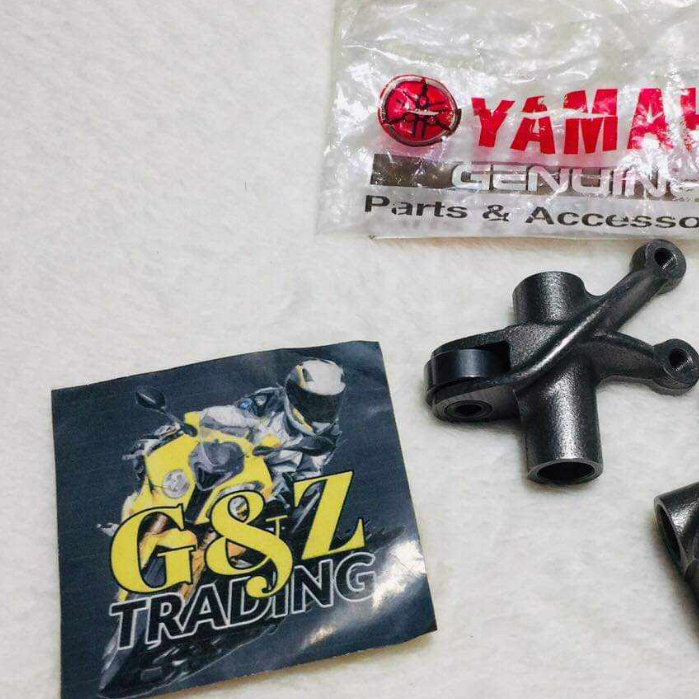 YAMAH
GENUINE
Parts & Accesso
G&Z
TRADING